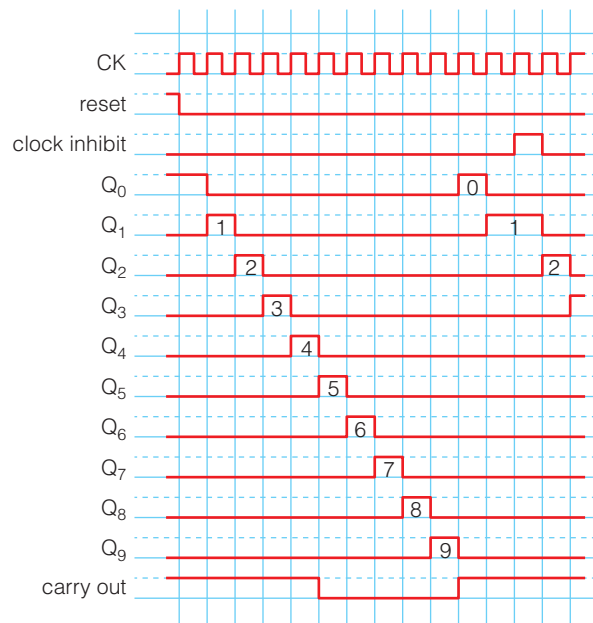 CK
reset
clock inhibit
Q₀ 0
Q₁ 1 1
Q₂ 2 2
Q₃ 3
Q₄ 4
Q₅ 5
Q₆ 6
Q₇ 7
Q₈ 8
Q₉ 9
carry out